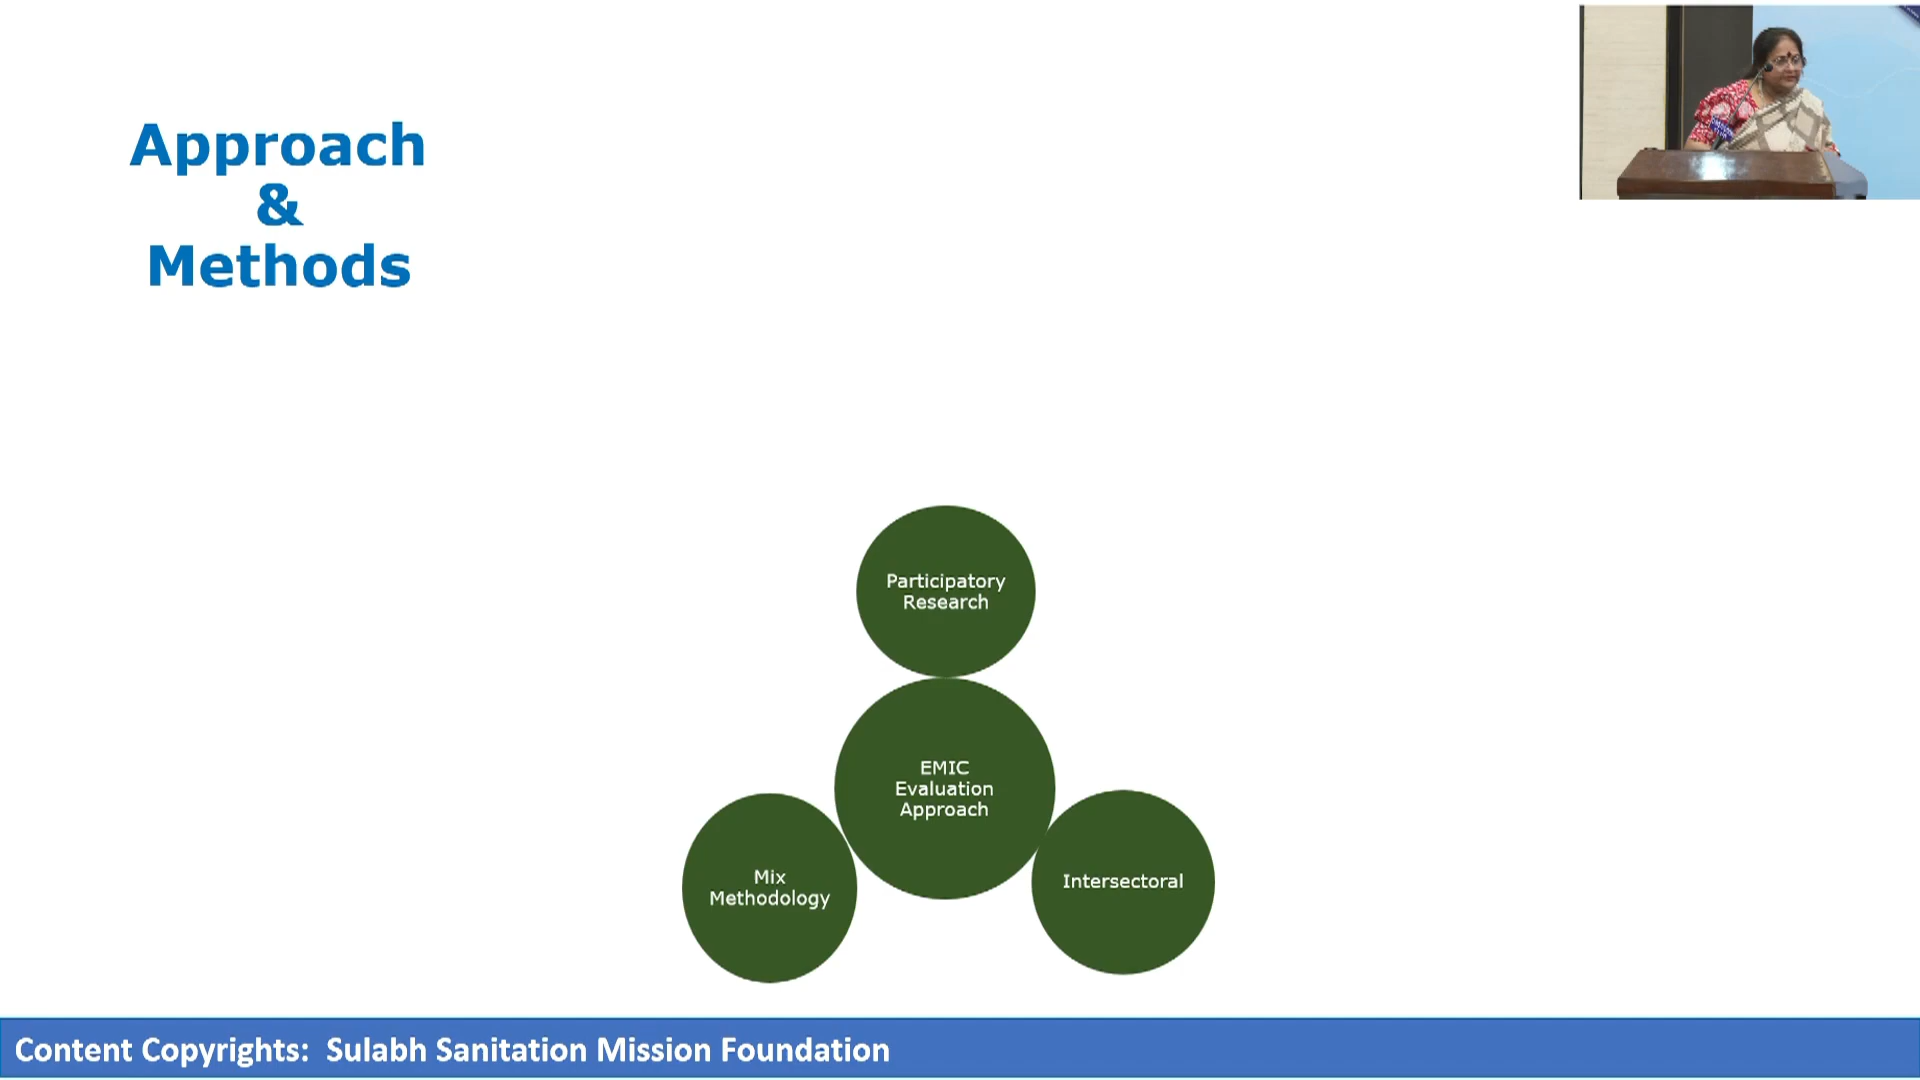 Approach
&
Methods
Participatory
Research
EMIC
Evaluation
Approach
Mix
Methodology
Intersectoral
Content Copyrights: Sulabh Sanitation Mission Foundation